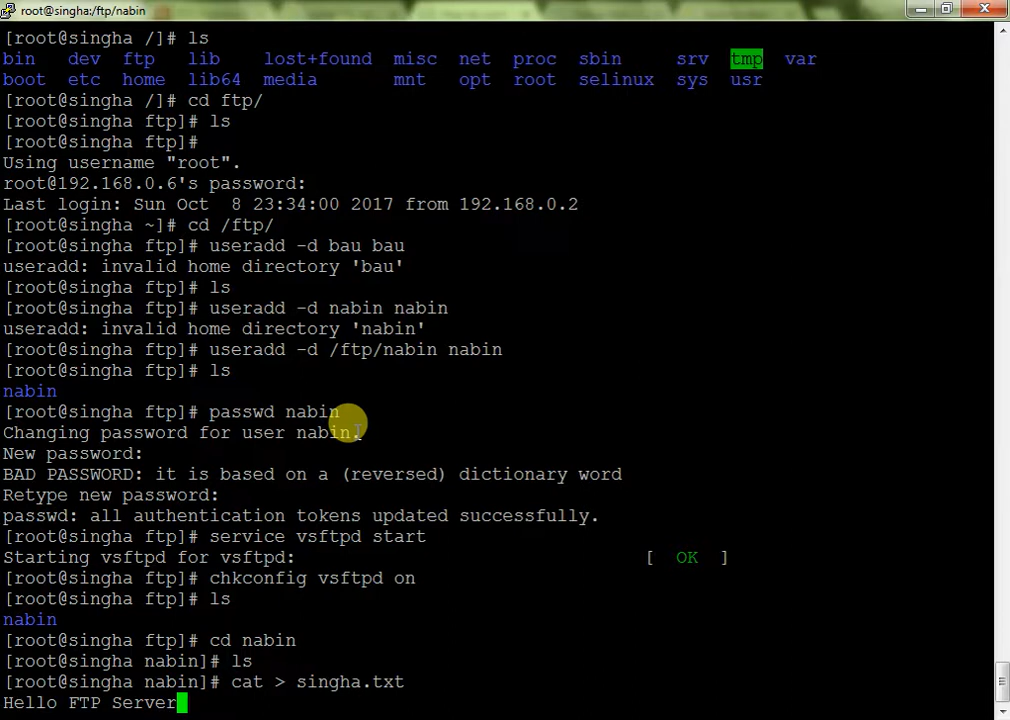 root@singha:/ftp/nabin
[root@singha /]# ls
bin dev ftp lib lost+found misc net proc sbin srv tmp var
boot etc home lib64 media mnt opt root selinux sys usr
[root@singha /]# cd ftp/
[root@singha ftp]# ls
[root@singha ftp]#
Using username "root".
root@192.168.0.6's password:
Last login: Sun Oct  8 23:34:00 2017 from 192.168.0.2
[root@singha ~]# cd /ftp/
[root@singha ftp]# useradd -d bau bau
useradd: invalid home directory 'bau'
[root@singha ftp]# ls
[root@singha ftp]# useradd -d nabin nabin
useradd: invalid home directory 'nabin'
[root@singha ftp]# useradd -d /ftp/nabin nabin
[root@singha ftp]# ls
nabin
[root@singha ftp]# passwd nabin
Changing password for user nabin.
New password:
BAD PASSWORD: it is based on a (reversed) dictionary word
Retype new password:
passwd: all authentication tokens updated successfully.
[root@singha ftp]# service vsftpd start
Starting vsftpd for vsftpd: [  OK  ]
[root@singha ftp]# chkconfig vsftpd on
[root@singha ftp]# ls
nabin
[root@singha ftp]# cd nabin
[root@singha nabin]# ls
[root@singha nabin]# cat > singha.txt
Hello FTP Server